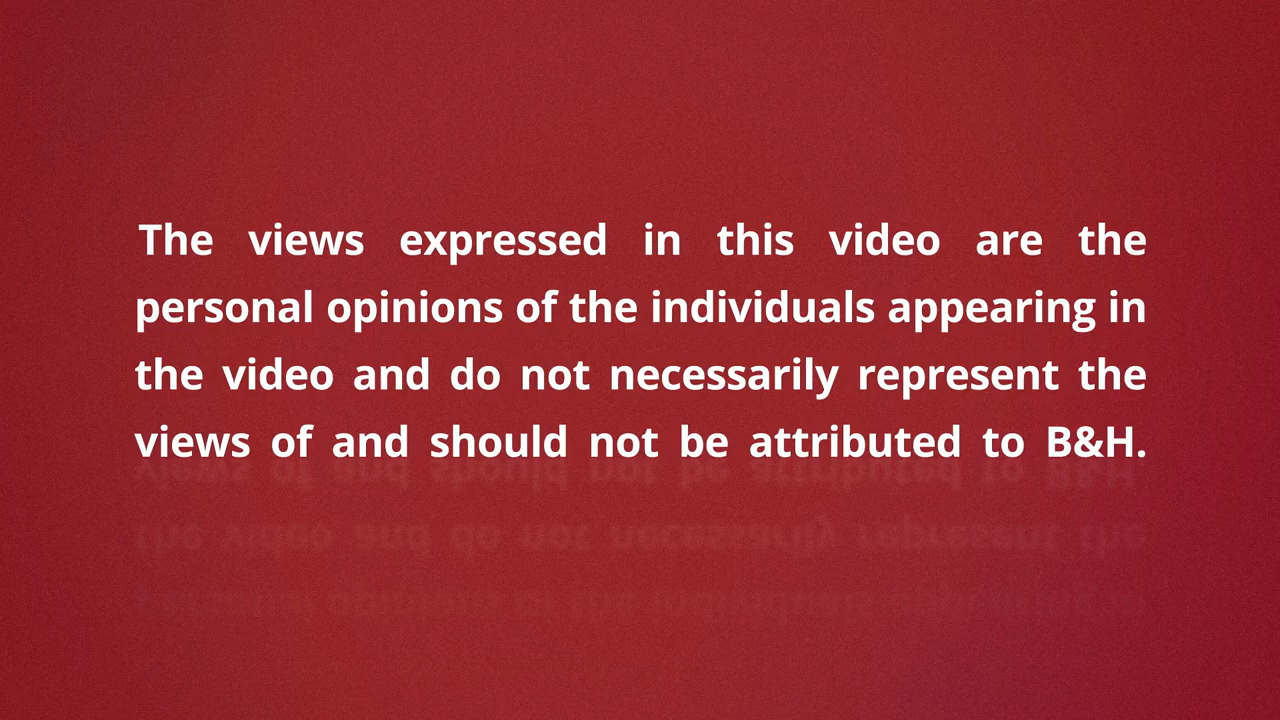 The views expressed in this video are the
personal opinions of the individuals appearing in
the video and do not necessarily represent the
views of and should not be attributed to B&H.